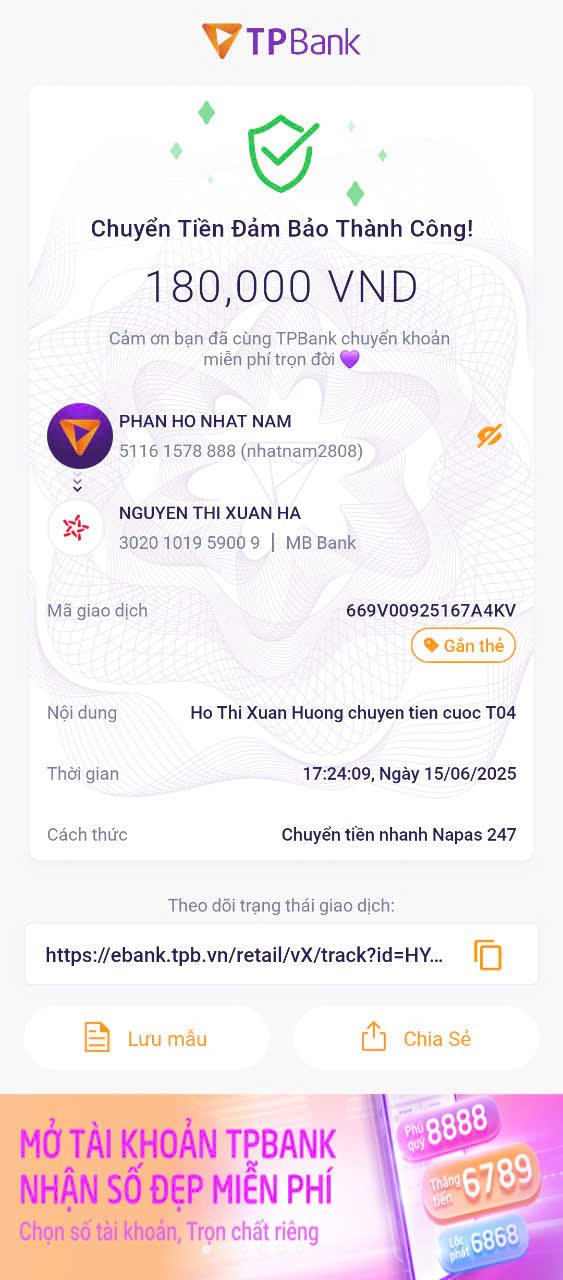 TPBank
Chuyển Tiền Đảm Bảo Thành Công!
180,000 VND
Cảm ơn bạn đã cùng TPBank chuyển khoản
miễn phí trọn đời 💜
PHAN HO NHAT NAM
5116 1578 888 (nhatnam2808)
NGUYEN THI XUAN HA
3020 1019 5900 9 | MB Bank
Mã giao dịch 669V00925167A4KV
Gắn thẻ
Nội dung Ho Thi Xuan Huong chuyen tien cuoc T04
Thời gian 17:24:09, Ngày 15/06/2025
Cách thức Chuyển tiền nhanh Napas 247
Theo dõi trạng thái giao dịch:
https://ebank.tpb.vn/retail/vX/track?id=HY...
Lưu mẫu Chia Sẻ
MỞ TÀI KHOẢN TPBANK
NHẬN SỐ ĐẸP MIỄN PHÍ
Chọn số tài khoản, Trọn chất riêng
Phú quý 8888
Thăng tiến 6789
Lộc phát 6868